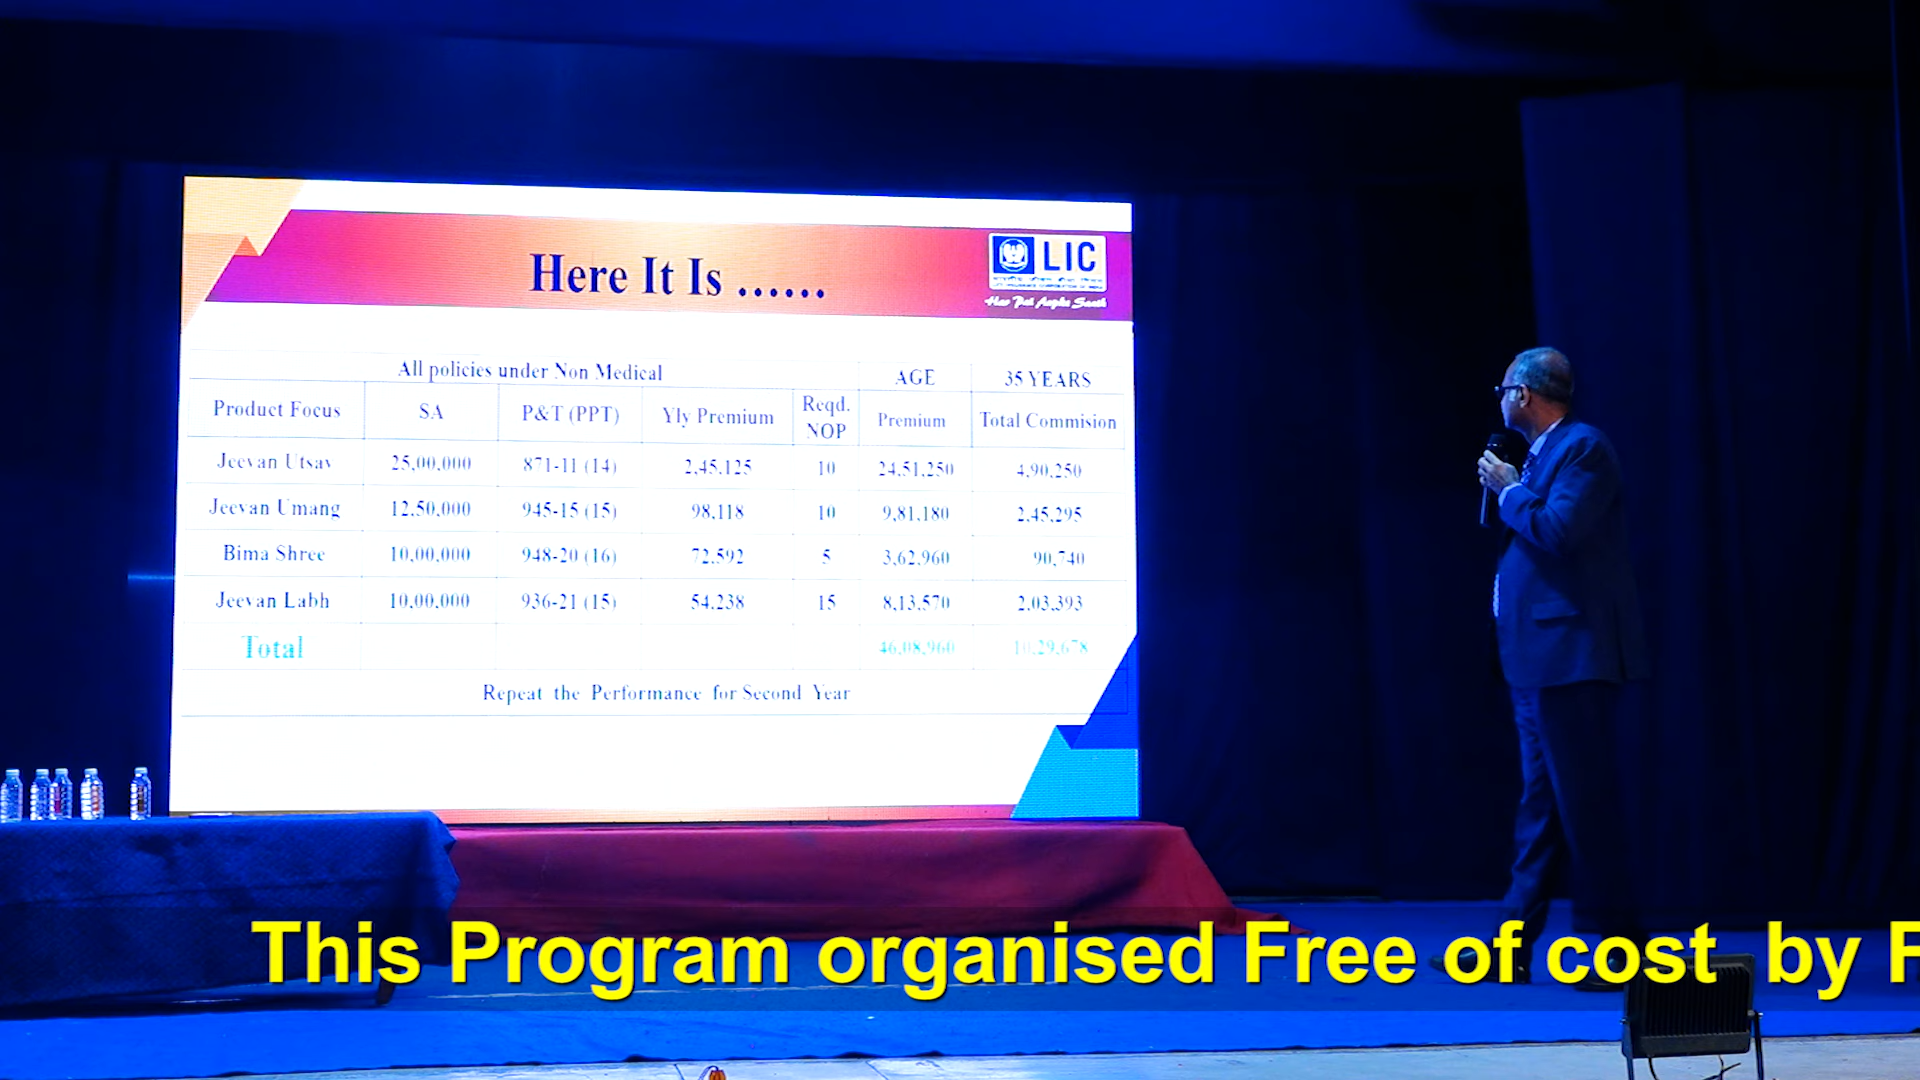 Here It Is ......
LIC
Har Pal Aapke Saath
All policies under Non Medical AGE 35 YEARS
Product Focus SA P&T (PPT) Yly Premium Reqd. NOP Premium Total Commision
Jeevan Utsav 25,00,000 871-11 (14) 2,45,125 10 24,51,250 4,90,250
Jeevan Umang 12,50,000 945-15 (15) 98,118 10 9,81,180 2,45,295
Bima Shree 10,00,000 948-20 (16) 72,592 5 3,62,960 90,740
Jeevan Labh 10,00,000 936-21 (15) 54,238 15 8,13,570 2,03,393
Total 46,08,960 10,29,678
Repeat the Performance for Second Year
This Program organised Free of cost by